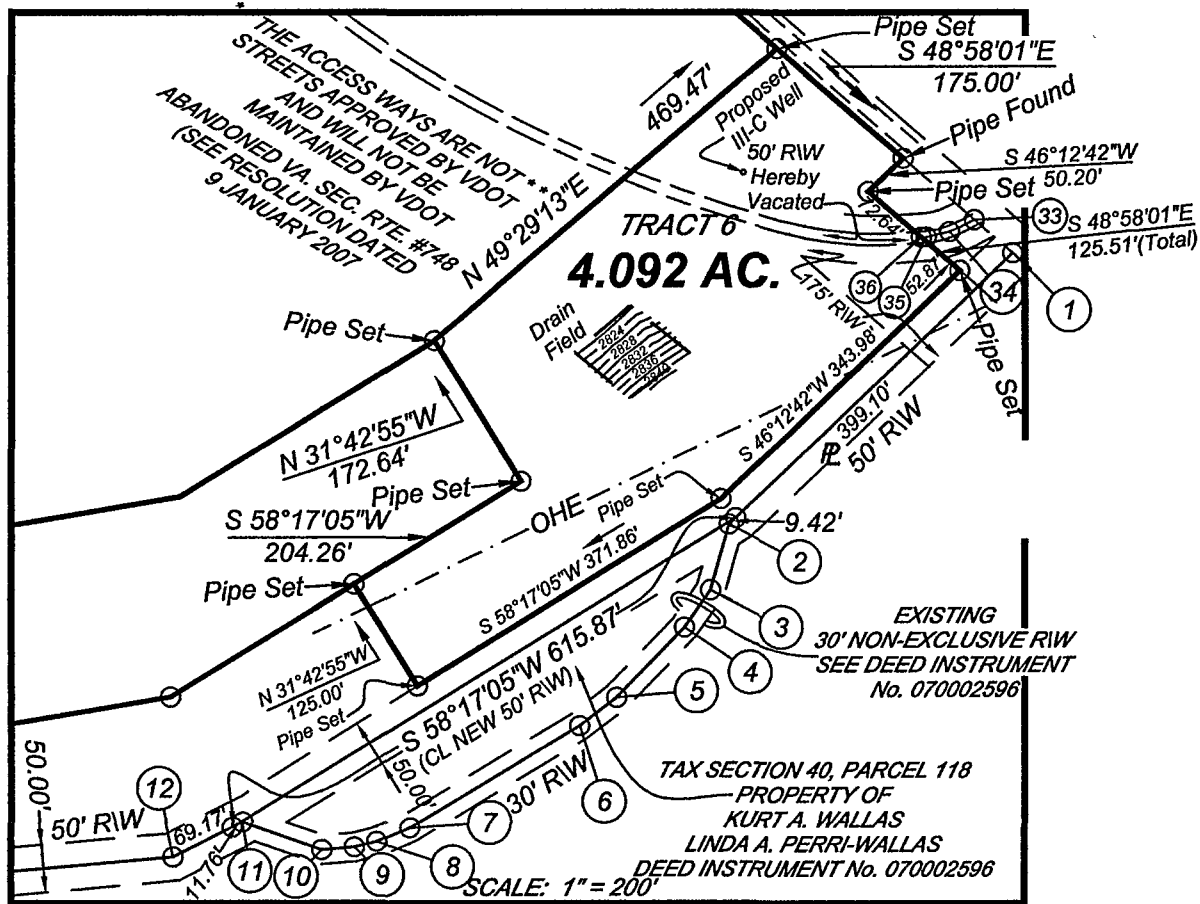 THE ACCESS WAYS ARE NOT **
STREETS APPROVED BY VDOT
AND WILL NOT BE
MAINTAINED BY VDOT
ABANDONED VA. SEC. RTE. #748
(SEE RESOLUTION DATED
9 JANUARY 2007
469.47'
N 49°29'13"E
Pipe Set
S 48°58'01"E
175.00'
Pipe Found
Proposed
III-C Well
50' R\W
Hereby
Vacated
S 46°12'42"W
50.20'
Pipe Set
33
S 48°58'01"E
125.51'(Total)
72.64'
TRACT 6
4.092 AC.
36
35
52.87'
34
1
175' R\W
Pipe Set
Pipe Set
Drain
Field
2824
2828
2832
2836
2840
S 46°12'42"W 343.98'
399.10'
PL
50' R\W
N 31°42'55"W
172.64'
Pipe Set
OHE
Pipe Set
9.42'
2
S 58°17'05"W
204.26'
Pipe Set
S 58°17'05"W 371.86'
3
EXISTING
30' NON-EXCLUSIVE R\W
SEE DEED INSTRUMENT
No. 070002596
4
N 31°42'55"W
125.00'
Pipe Set
S 58°17'05"W 615.87'
(CL NEW 50' R\W)
50.00'
5
6
30' R\W
TAX SECTION 40, PARCEL 118
PROPERTY OF
KURT A. WALLAS
LINDA A. PERRI-WALLAS
DEED INSTRUMENT No. 070002596
50.00'
50' R\W
12
69.17'
11.76'
11
10
9
8
7
SCALE: 1" = 200'